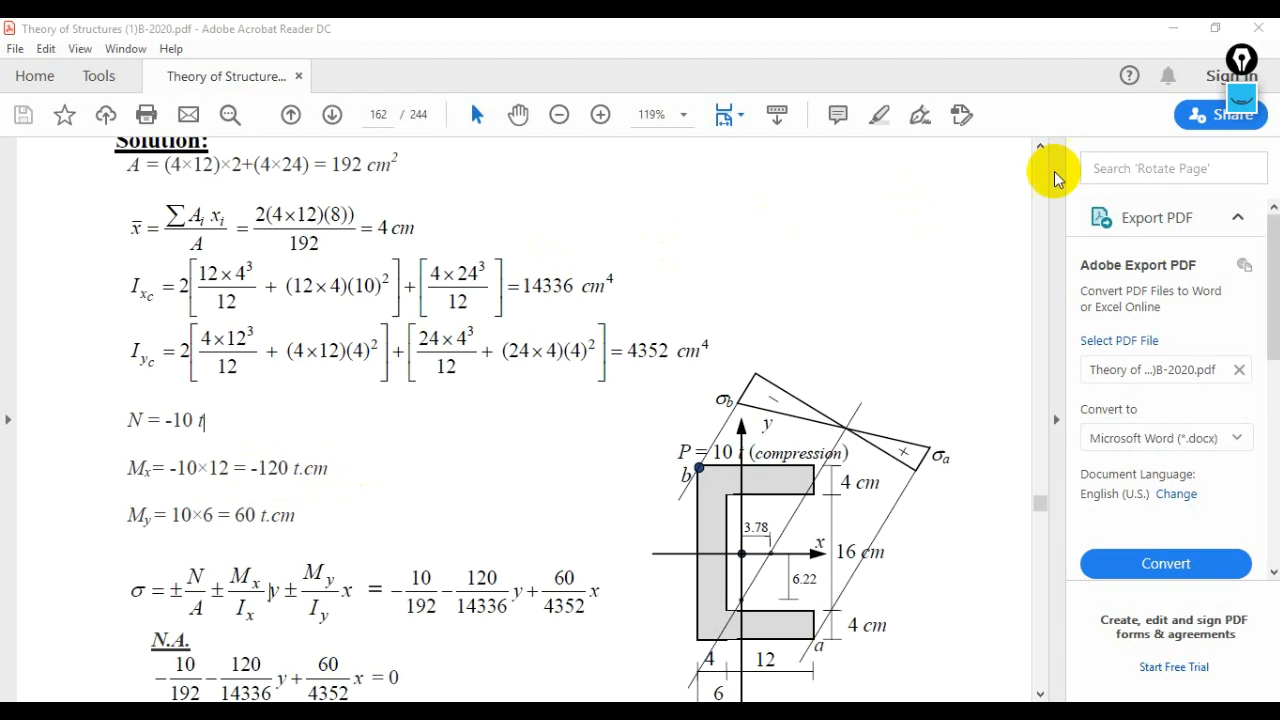 Theory of Structures (1)B-2020.pdf - Adobe Acrobat Reader DC
File Edit View Window Help
Home Tools Theory of Structure... × Sign In
162 / 244 119% Share
Solution:
A = (4×12)×2+(4×24) = 192 cm²
x̄ = ∑ A_i x_i / A = 2(4×12)(8)) / 192 = 4 cm
I_xc = 2[12×4³/12 + (12×4)(10)²] + [4×24³/12] = 14336 cm⁴
I_yc = 2[4×12³/12 + (4×12)(4)²] + [24×4³/12 + (24×4)(4)²] = 4352 cm⁴
N = -10 t
M_x= -10×12 = -120 t.cm
M_y= 10×6 = 60 t.cm
σ = ± N/A ± M_x/I_x y ± M_y/I_y x = - 10/192 - 120/14336 y + 60/4352 x
N.A.
- 10/192 - 120/14336 y + 60/4352 x = 0
σ_b
−
y
+
σ_a
P = 10 t (compression)
b
4 cm
3.78
x
16 cm
6.22
4 cm
a
4 12
6
Search 'Rotate Page'
Export PDF
Adobe Export PDF
Convert PDF Files to Word
or Excel Online
Select PDF File
Theory of ...)B-2020.pdf ×
Convert to
Microsoft Word (*.docx)
Document Language:
English (U.S.) Change
Convert
Create, edit and sign PDF
forms & agreements
Start Free Trial